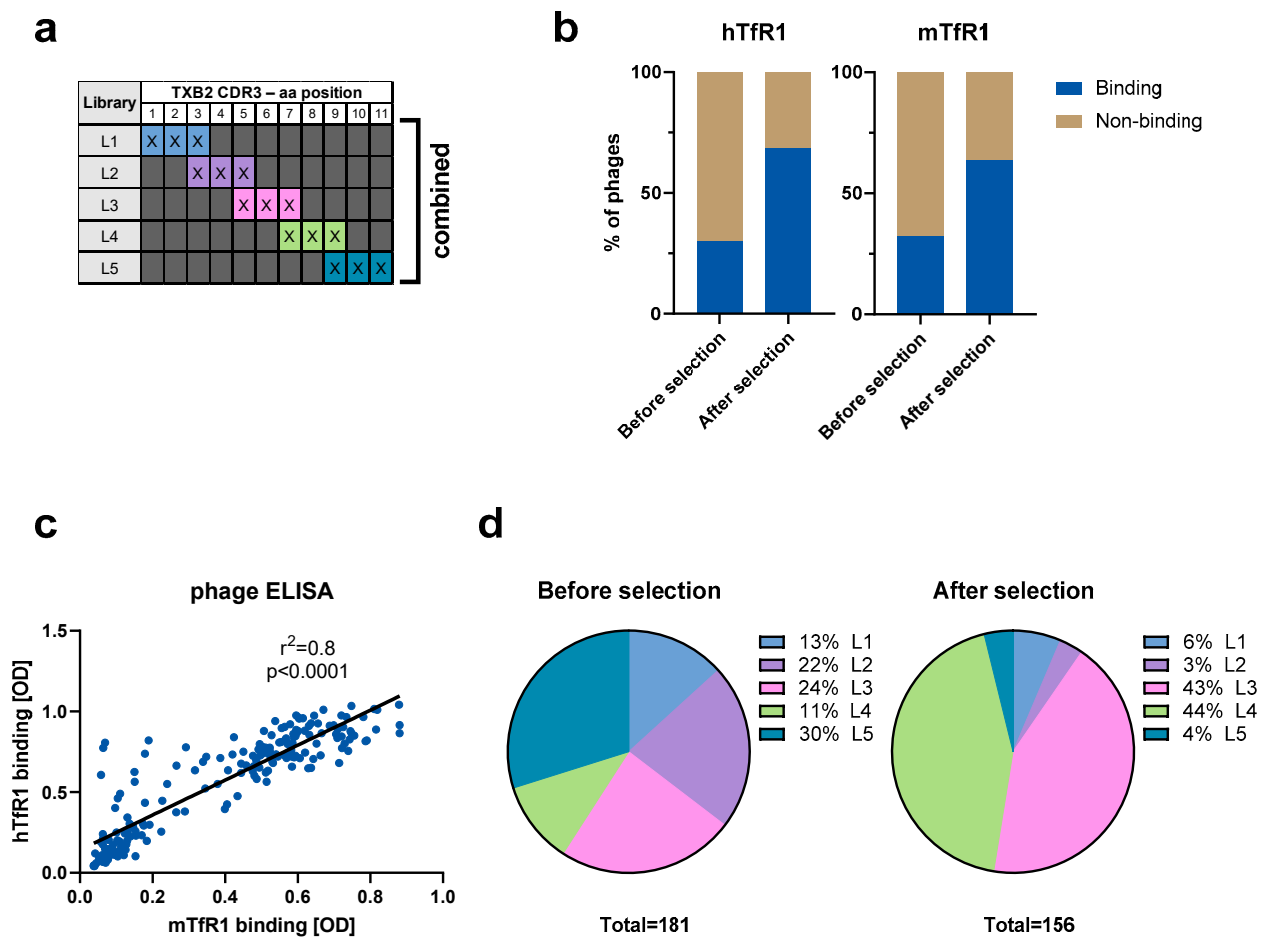 a
Library
TXB2 CDR3 – aa position
1 2 3 4 5 6 7 8 9 10 11
L1 X X X
L2 X X X
L3 X X X
L4 X X X
L5 X X X
combined
b
hTfR1
mTfR1
% of phages
100
50
0
Before selection
After selection
100
50
0
Before selection
After selection
Binding
Non-binding
c
phage ELISA
r²=0.8
p<0.0001
hTfR1 binding [OD]
1.5
1.0
0.5
0.0
0.0 0.2 0.4 0.6 0.8 1.0
mTfR1 binding [OD]
d
Before selection
13% L1
22% L2
24% L3
11% L4
30% L5
Total=181
After selection
6% L1
3% L2
43% L3
44% L4
4% L5
Total=156